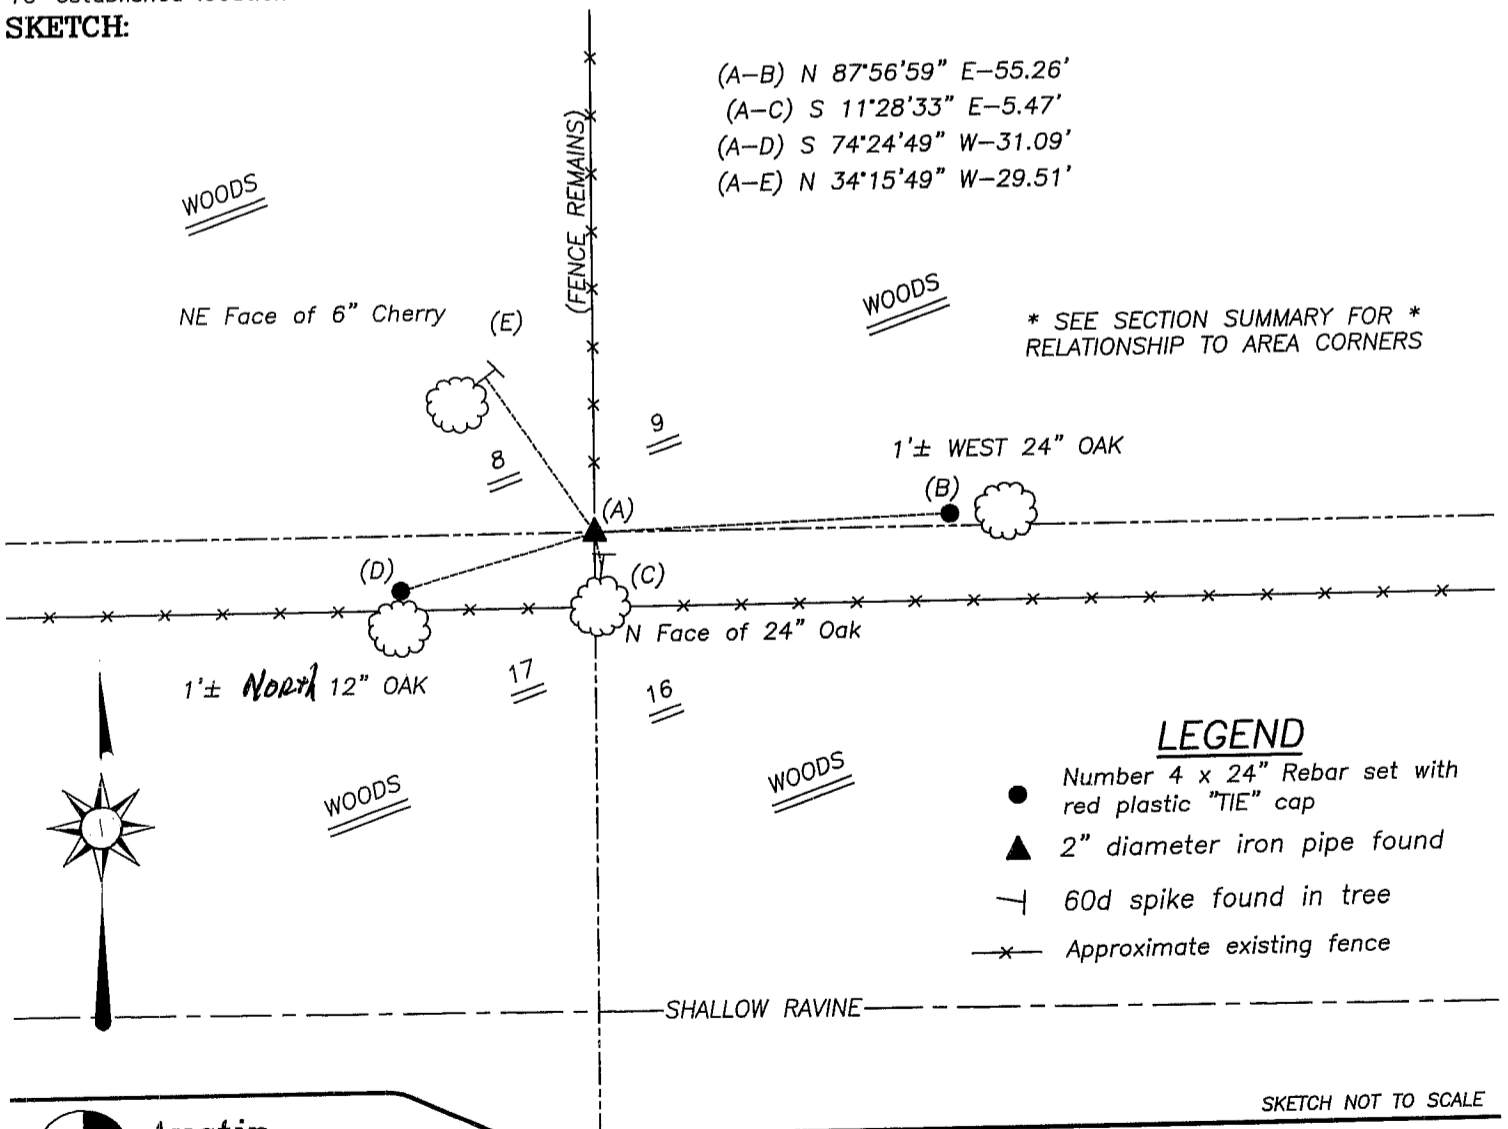 SKETCH:
(A-B) N 87°56'59" E-55.26'
(A-C) S 11°28'33" E-5.47'
(A-D) S 74°24'49" W-31.09'
(A-E) N 34°15'49" W-29.51'
(FENCE REMAINS)
WOODS
WOODS
NE Face of 6" Cherry
(E)
* SEE SECTION SUMMARY FOR *
RELATIONSHIP TO AREA CORNERS
9
8
1'± WEST 24" OAK
(B)
(A)
(D)
(C)
N Face of 24" Oak
1'± North 12" OAK
17
16
WOODS
WOODS
LEGEND
Number 4 x 24" Rebar set with
red plastic "TIE" cap
2" diameter iron pipe found
60d spike found in tree
Approximate existing fence
SHALLOW RAVINE
SKETCH NOT TO SCALE